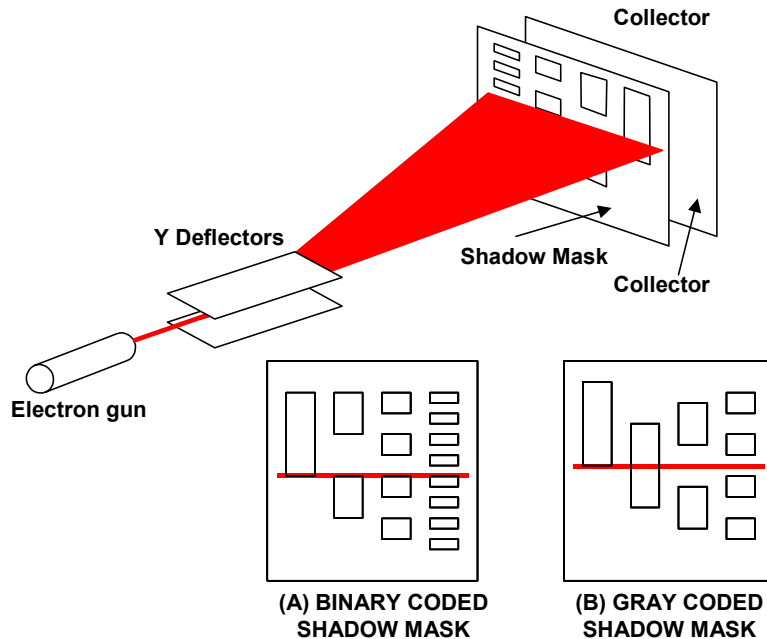 Collector
Y Deflectors
Shadow Mask
Collector
Electron gun
(A) BINARY CODED
SHADOW MASK
(B) GRAY CODED
SHADOW MASK